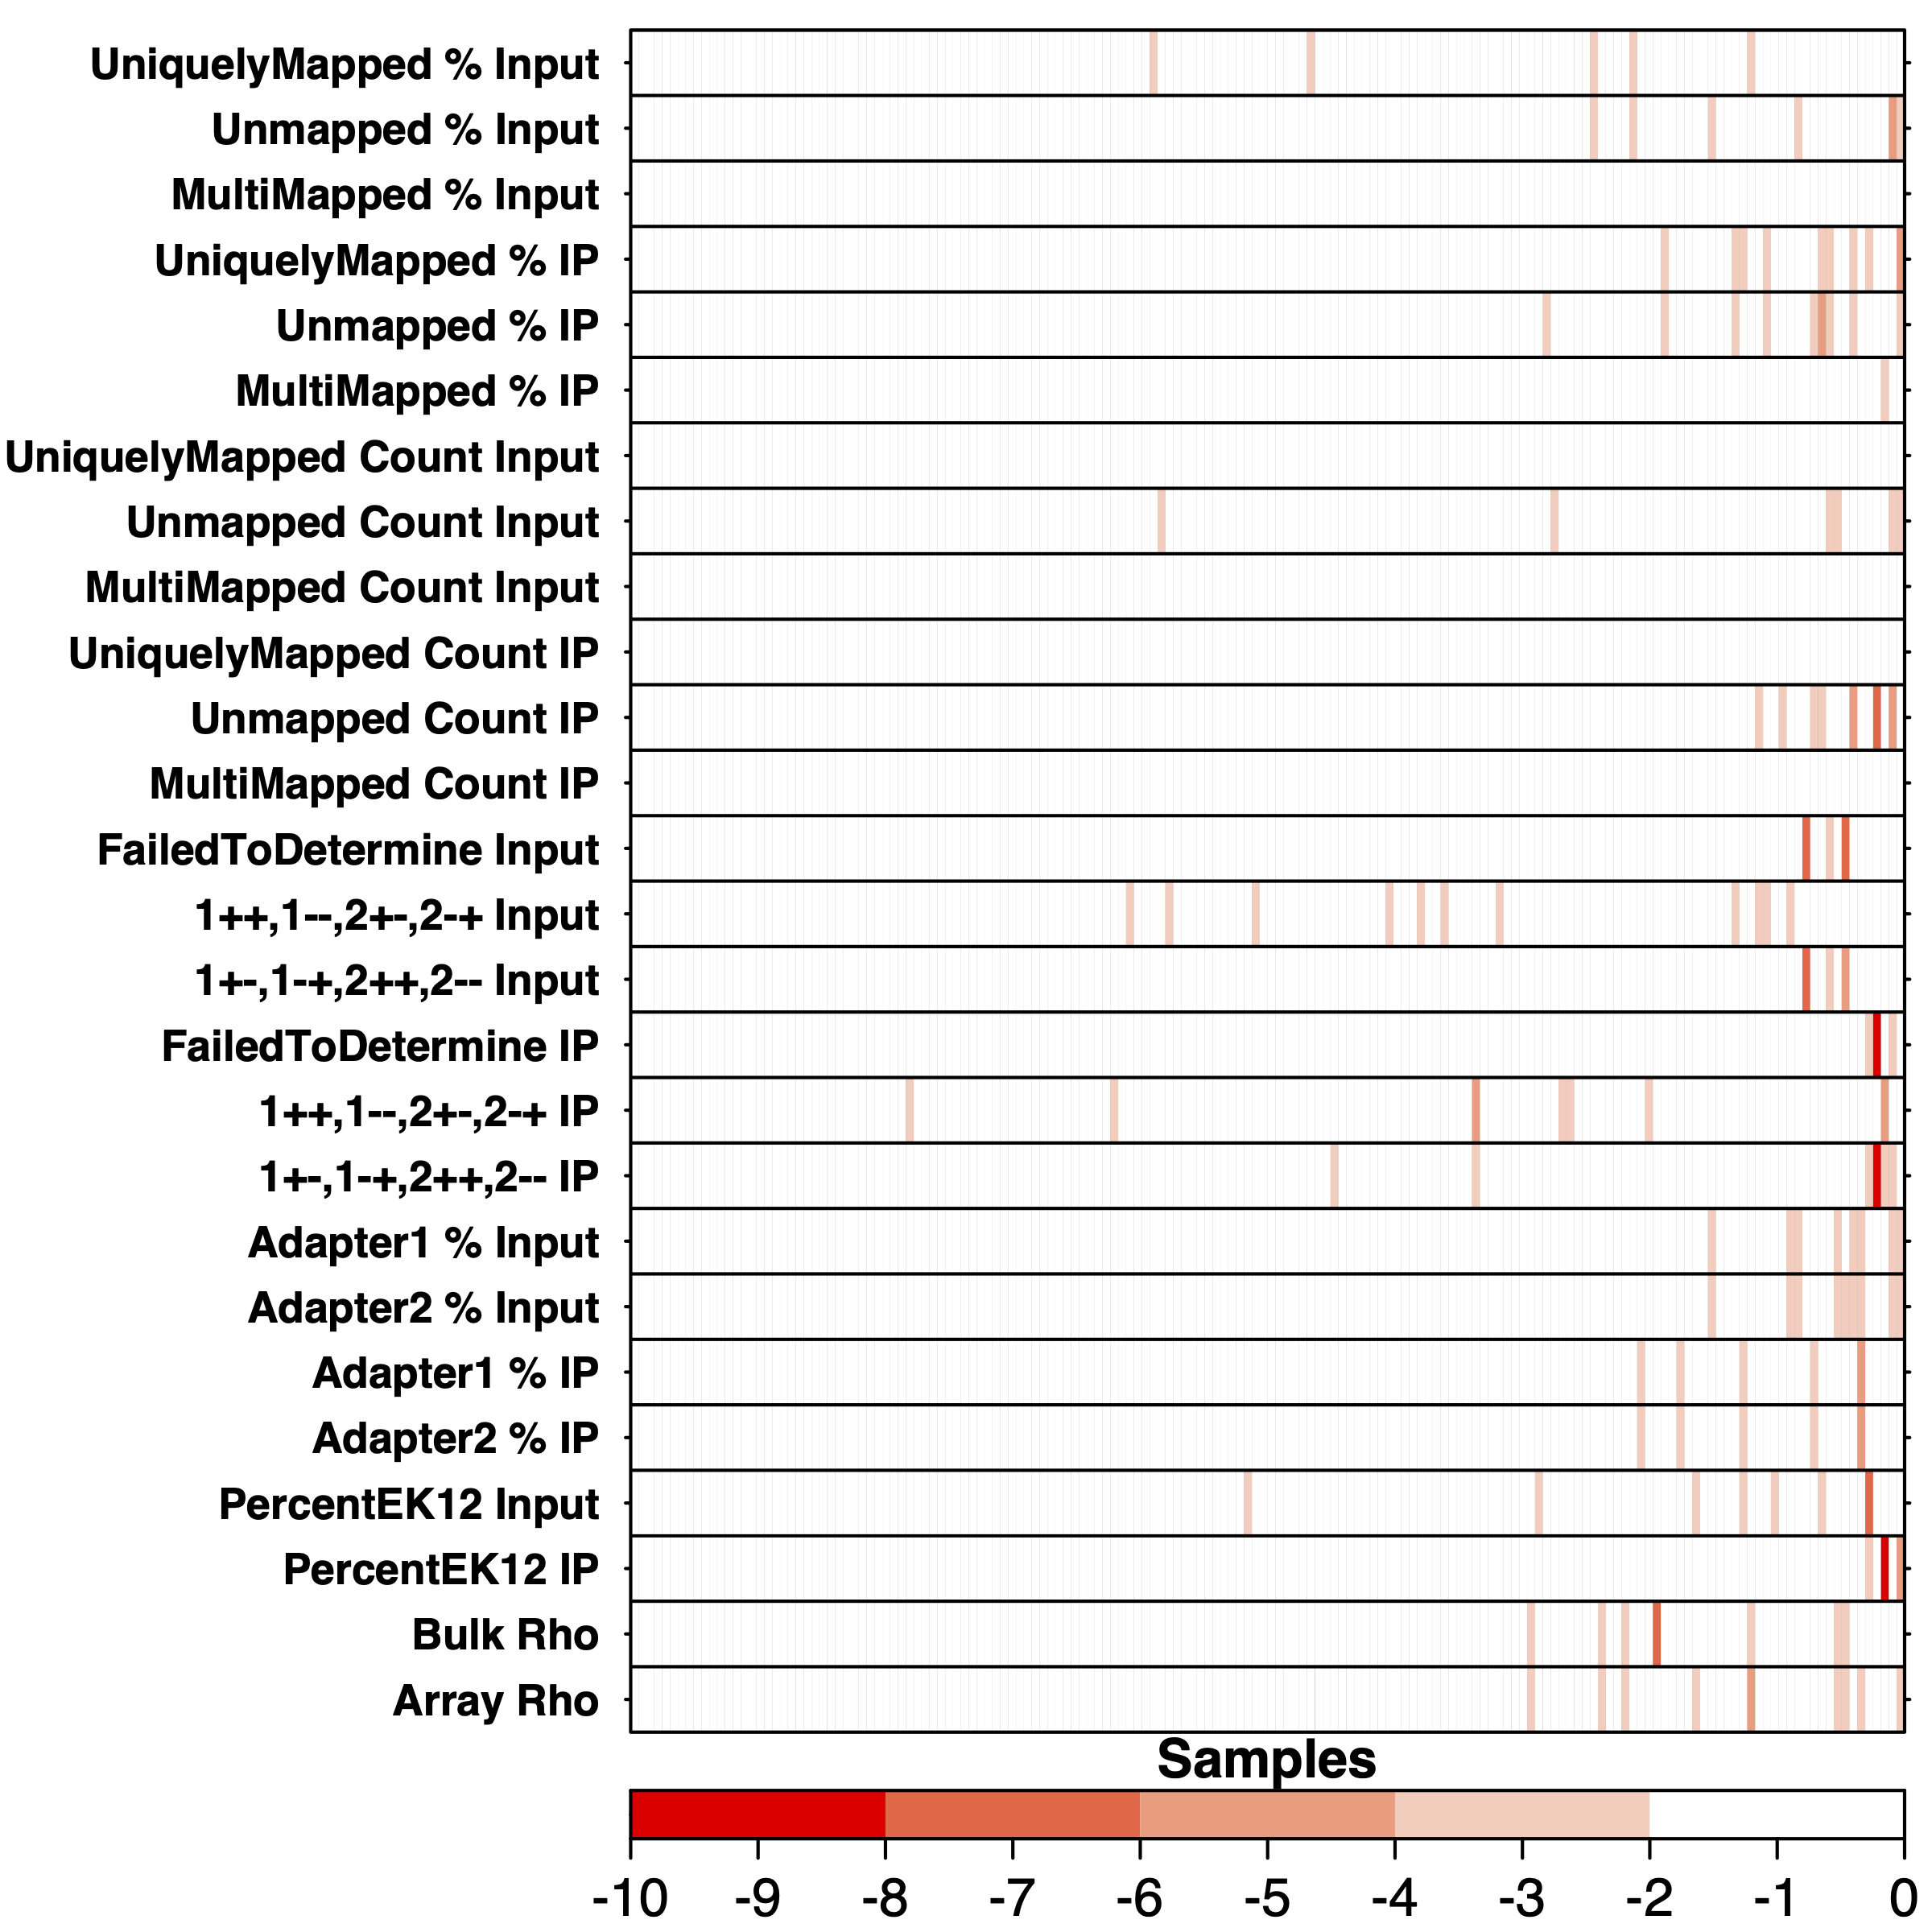 UniquelyMapped % Input
Unmapped % Input
MultiMapped % Input
UniquelyMapped % IP
Unmapped % IP
MultiMapped % IP
UniquelyMapped Count Input
Unmapped Count Input
MultiMapped Count Input
UniquelyMapped Count IP
Unmapped Count IP
MultiMapped Count IP
FailedToDetermine Input
1++,1--,2+-,2-+ Input
1+-,1-+,2++,2-- Input
FailedToDetermine IP
1++,1--,2+-,2-+ IP
1+-,1-+,2++,2-- IP
Adapter1 % Input
Adapter2 % Input
Adapter1 % IP
Adapter2 % IP
PercentEK12 Input
PercentEK12 IP
Bulk Rho
Array Rho
Samples
-10 -9 -8 -7 -6 -5 -4 -3 -2 -1 0